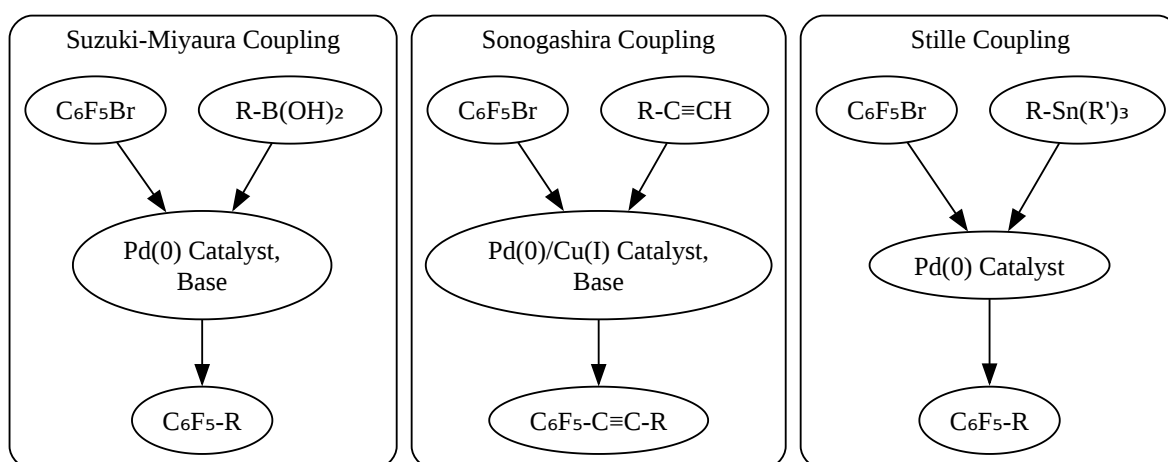 Suzuki-Miyaura Coupling
C₆F₅Br
R-B(OH)₂
Pd(0) Catalyst,
Base
C₆F₅-R
Sonogashira Coupling
C₆F₅Br
R-C≡CH
Pd(0)/Cu(I) Catalyst,
Base
C₆F₅-C≡C-R
Stille Coupling
C₆F₅Br
R-Sn(R')₃
Pd(0) Catalyst
C₆F₅-R